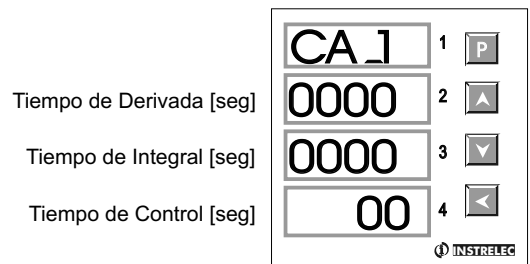 CA_1 1 P
Tiempo de Derivada [seg] 0000 2
Tiempo de Integral [seg] 0000 3
Tiempo de Control [seg] 00 4
INSTRELEC